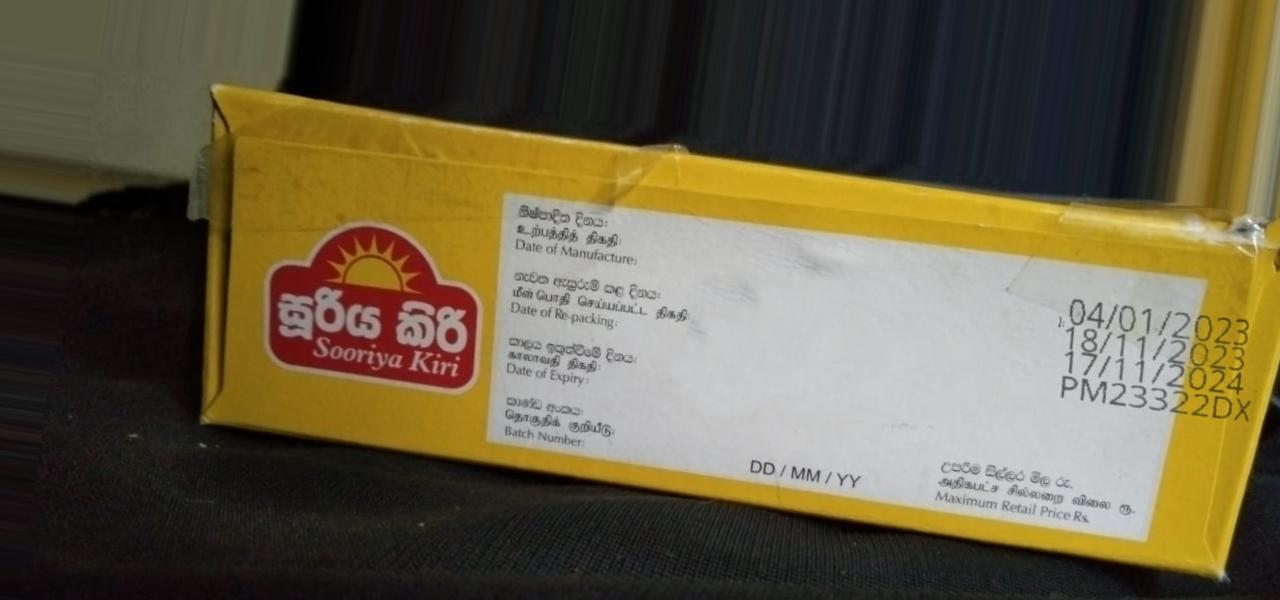 සූරිය කිරි
Sooriya Kiri
නිෂ්පාදිත දිනය:
உற்பத்தித் திகதி:
Date of Manufacture:
නැවත ඇසුරුම් කළ දිනය:
மீள் பொதி செய்யப்பட்ட திகதி:
Date of Re-packing:
කාලය ඉකුත්වීමේ දිනය:
காலாவதி திகதி:
Date of Expiry:
කාණ්ඩ අංකය:
தொகுதிக் குறியீடு:
Batch Number:
04/01/2023
18/11/2023
17/11/2024
PM23322DX
DD / MM / YY
උපරිම සිල්ලර මිල රු.
அதிகபட்ச சில்லறை விலை ரூ.
Maximum Retail Price Rs.